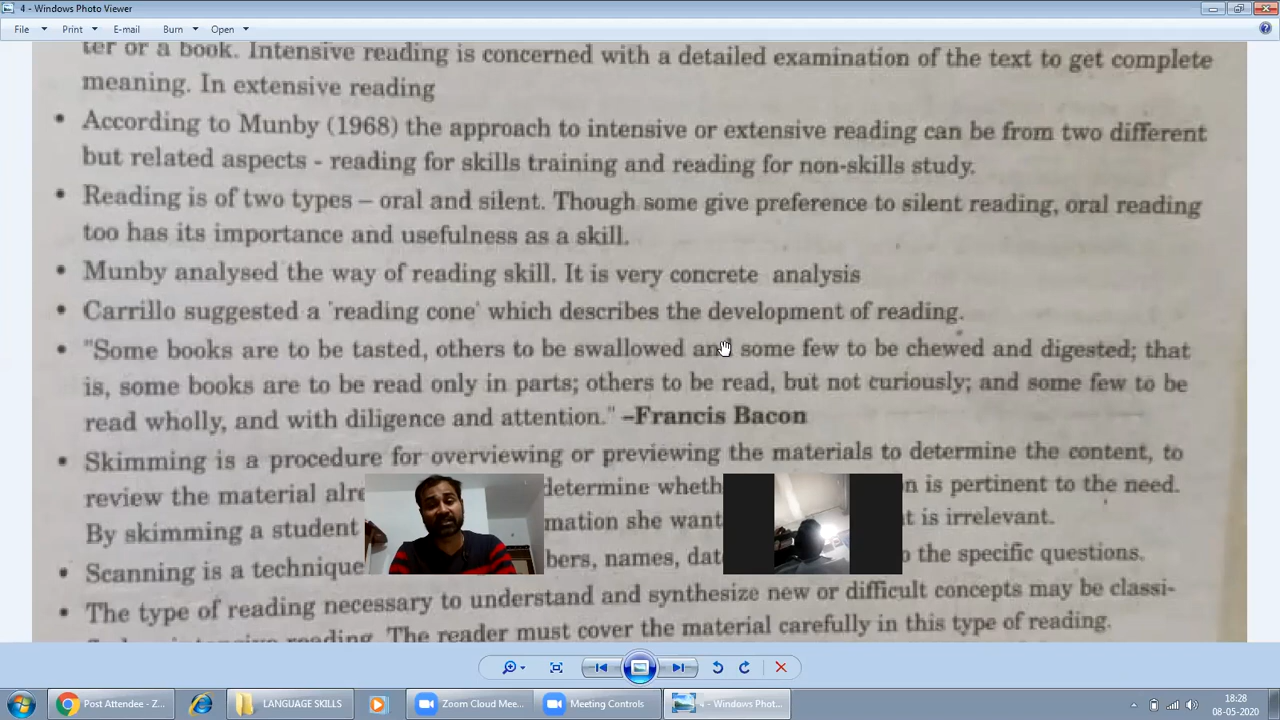 4 - Windows Photo Viewer
File Print Burn E-mail Open
ter or a book. Intensive reading is concerned with a detailed examination of the text to get complete
meaning. In extensive reading
• According to Munby (1968) the approach to intensive or extensive reading can be from two different
but related aspects - reading for skills training and reading for non-skills study.
• Reading is of two types – oral and silent. Though some give preference to silent reading, oral reading
too has its importance and usefulness as a skill.
• Munby analysed the way of reading skill. It is very concrete analysis
• Carrillo suggested a 'reading cone' which describes the development of reading.
• "Some books are to be tasted, others to be swallowed and some few to be chewed and digested; that
is, some books are to be read only in parts; others to be read, but not curiously; and some few to be
read wholly, and with diligence and attention." –Francis Bacon
• Skimming is a procedure for overviewing or previewing the materials to determine the content, to
review the material determine is pertinent to the need.
By skimming a student she is irrelevant.
• Scanning is a technique names, the specific questions.
• The type of reading necessary to understand and synthesize new or difficult concepts may be classi-
reading. The reader must cover the material carefully in this type of reading.
Post Attendee - Z... LANGUAGE SKILLS Zoom Cloud Mee... Meeting Controls 4 - Windows Phot...
18:28
08-05-2020